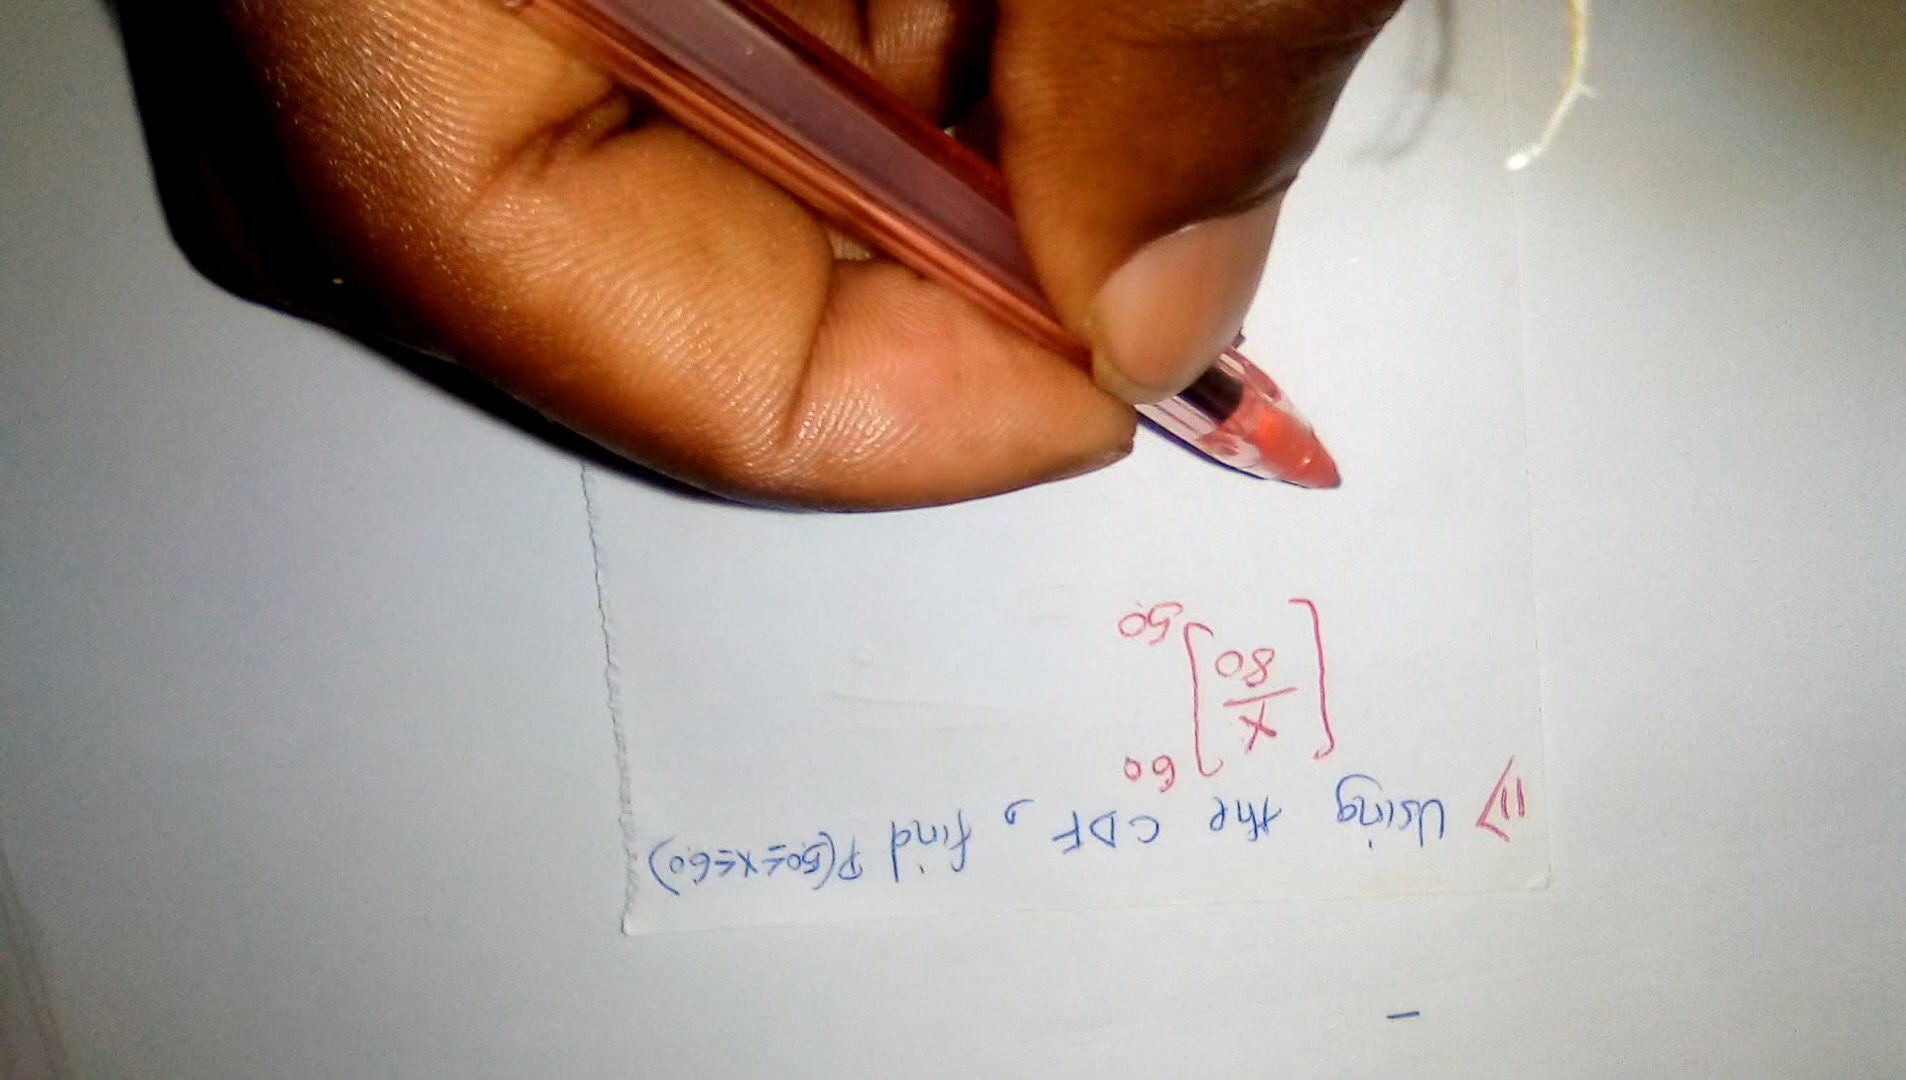 ii) Using the CDF, find P(50≤x≤60)
[x/80]
60
50